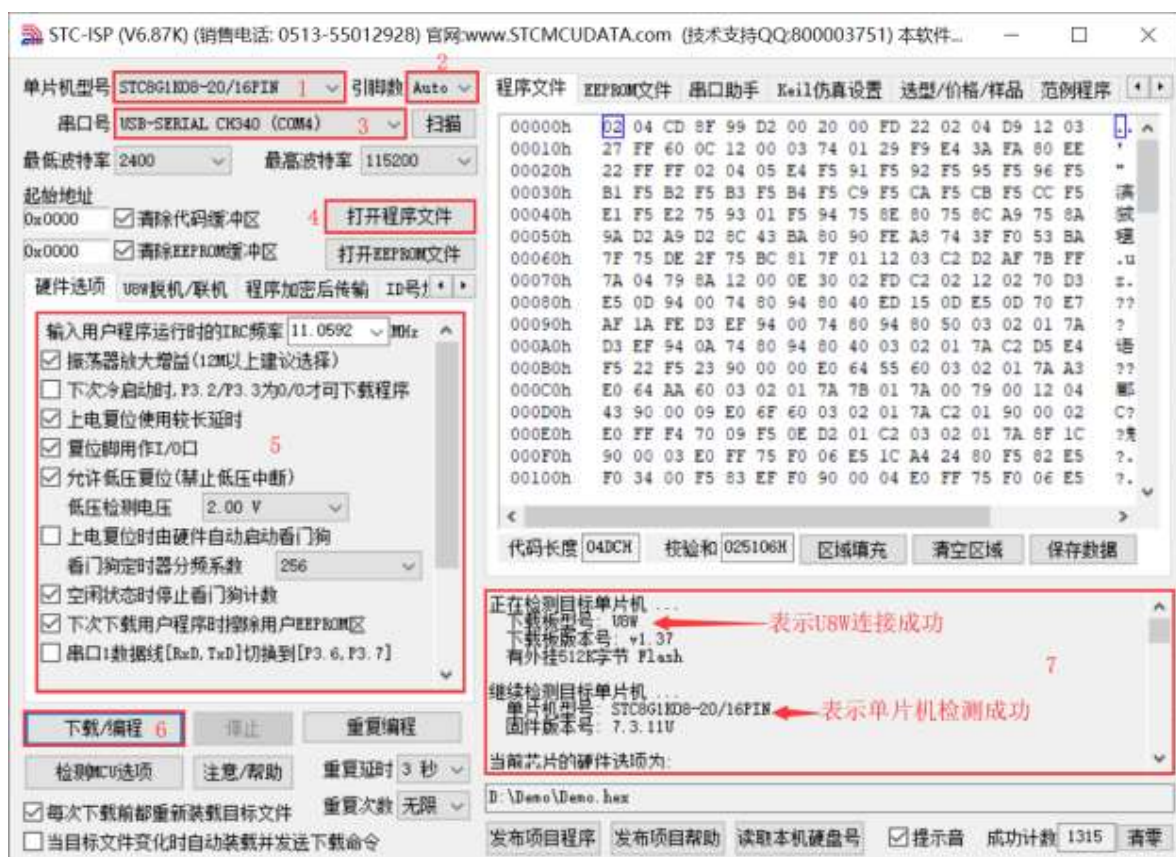 STC-ISP (V6.87K) (销售电话: 0513-55012928) 官网:www.STCMCUDATA.com (技术支持QQ:800003751) 本软件...
2
单片机型号 STC8G1K08-20/16PIN 1 引脚数 Auto
串口号 USB-SERIAL CH340 (COM4) 3 扫描
最低波特率 2400 最高波特率 115200
起始地址
0x0000 清除代码缓冲区 4 打开程序文件
0x0000 清除EEPROM缓冲区 打开EEPROM文件
硬件选项 U8W脱机/联机 程序加密后传输 ID号
输入用户程序运行时的IRC频率 11.0592 MHz
振荡器放大增益(12M以上建议选择)
下次冷启动时,P3.2/P3.3为0/0才可下载程序
上电复位使用较长延时
复位脚用作I/O口 5
允许低压复位(禁止低压中断)
低压检测电压 2.00 V
上电复位时由硬件自动启动看门狗
看门狗定时器分频系数 256
空闲状态时停止看门狗计数
下次下载用户程序时擦除用户EEPROM区
串口1数据线[RxD,TxD]切换到[P3.6,P3.7]
下载/编程 6 停止 重复编程
检测MCU选项 注意/帮助 重复延时 3 秒
每次下载前都重新装载目标文件 重复次数 无限
当目标文件变化时自动装载并发送下载命令
程序文件 EEPROM文件 串口助手 Keil仿真设置 选型/价格/样品 范例程序
00000h 02 04 CD 8F 99 D2 00 20 00 FD 22 02 04 D9 12 03 ..
00010h 27 FF 60 0C 12 00 03 74 01 29 F9 E4 3A FA 80 EE '
00020h 22 FF FF 02 04 05 E4 F5 91 F5 92 F5 95 F5 96 F5 "
00030h B1 F5 B2 F5 B3 F5 B4 F5 C9 F5 CA F5 CB F5 CC F5
00040h E1 F5 E2 75 93 01 F5 94 75 8E 80 75 8C A9 75 8A
00050h 9A D2 A9 D2 8C 43 BA 80 90 FE A8 74 3F F0 53 BA
00060h 7F 75 DE 2F 75 BC 81 7F 01 12 03 C2 D2 AF 7B FF .u
00070h 7A 04 79 8A 12 00 0E 30 02 FD C2 02 12 02 70 D3 z.
00080h E5 0D 94 00 74 80 94 80 40 ED 15 0D E5 0D 70 E7 ??
00090h AF 1A FE D3 EF 94 00 74 80 94 80 50 03 02 01 7A ?
000A0h D3 EF 94 0A 74 80 94 80 40 03 02 01 7A C2 D5 E4 语
000B0h F5 22 F5 23 90 00 00 E0 64 55 60 03 02 01 7A A3 ??
000C0h E0 64 AA 60 03 02 01 7A 7B 01 7A 00 79 00 12 04
000D0h 43 90 00 09 E0 6F 60 03 02 01 7A C2 01 90 00 02 C?
000E0h E0 FF F4 70 09 F5 0E D2 01 C2 03 02 01 7A 8F 1C
000F0h 90 00 03 E0 FF 75 F0 06 E5 1C A4 24 80 F5 82 E5 ?.
00100h F0 34 00 F5 83 EF F0 90 00 04 E0 FF 75 F0 06 E5 ?.
代码长度 04DCH 校验和 025106H 区域填充 清空区域 保存数据
正在检测目标单片机 ...
下载板型号: U8W 表示U8W连接成功
下载板版本号: v1.37
有外挂512K字节 Flash 7
继续检测目标单片机 ...
单片机型号: STC8G1K08-20/16PIN 表示单片机检测成功
固件版本号: 7.3.11U
当前芯片的硬件选项为:
D:\Demo\Demo.hex
发布项目程序 发布项目帮助 读取本机硬盘号 提示音 成功计数 1315 清零